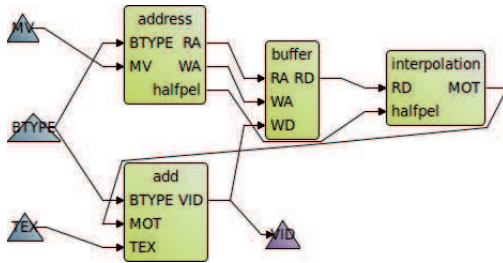 MV
address
BTYPE RA
MV WA
halfpel
buffer
RA RD
WA
WD
interpolation
RD MOT
halfpel
BTYPE
add
BTYPE VID
MOT
TEX
TEX
VID